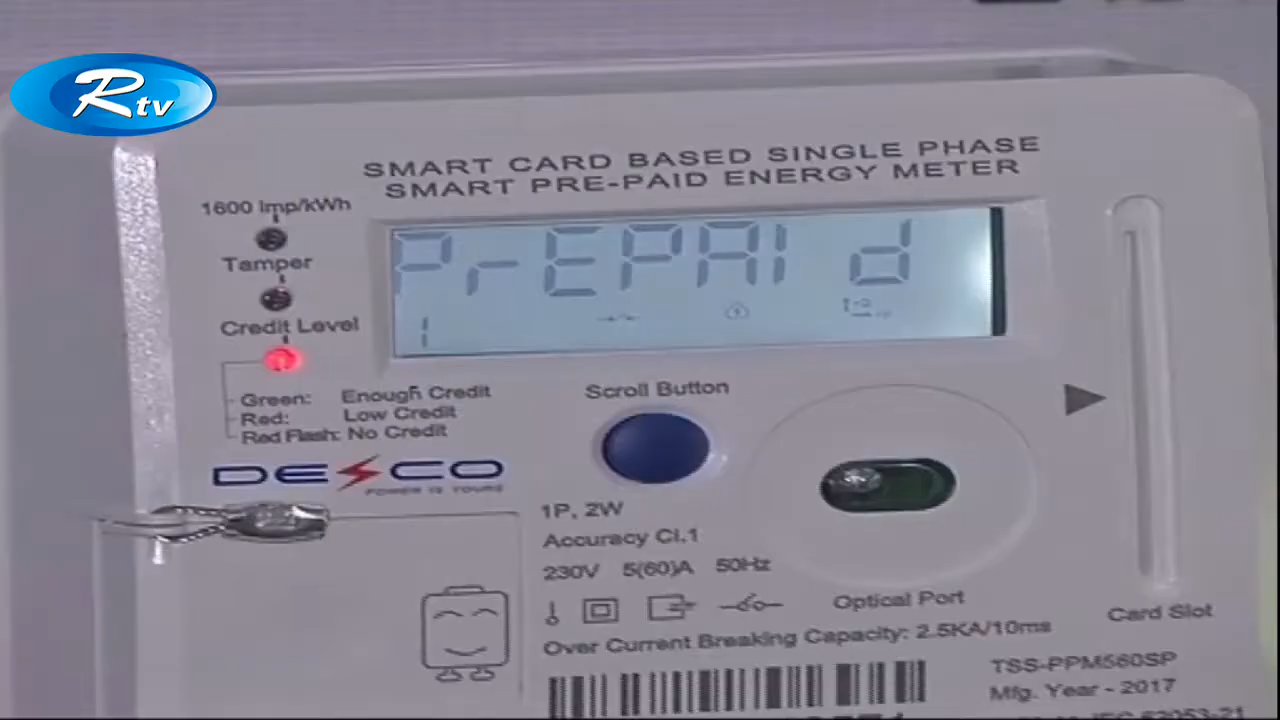 Rtv
SMART CARD BASED SINGLE PHASE
SMART PRE-PAID ENERGY METER
1600 imp/kWh
Tamper
Credit Level
PrEPAId
1
Green: Enough Credit
Red: Low Credit
Red Flash: No Credit
DESCO
POWER IS YOURS
Scroll Button
1P, 2W
Accuracy Cl.1
230V 5(60)A 50Hz
Optical Port
Card Slot
Over Current Breaking Capacity: 2.5KA/10ms
TSS-PPM560SP
Mfg. Year - 2017
62053-21